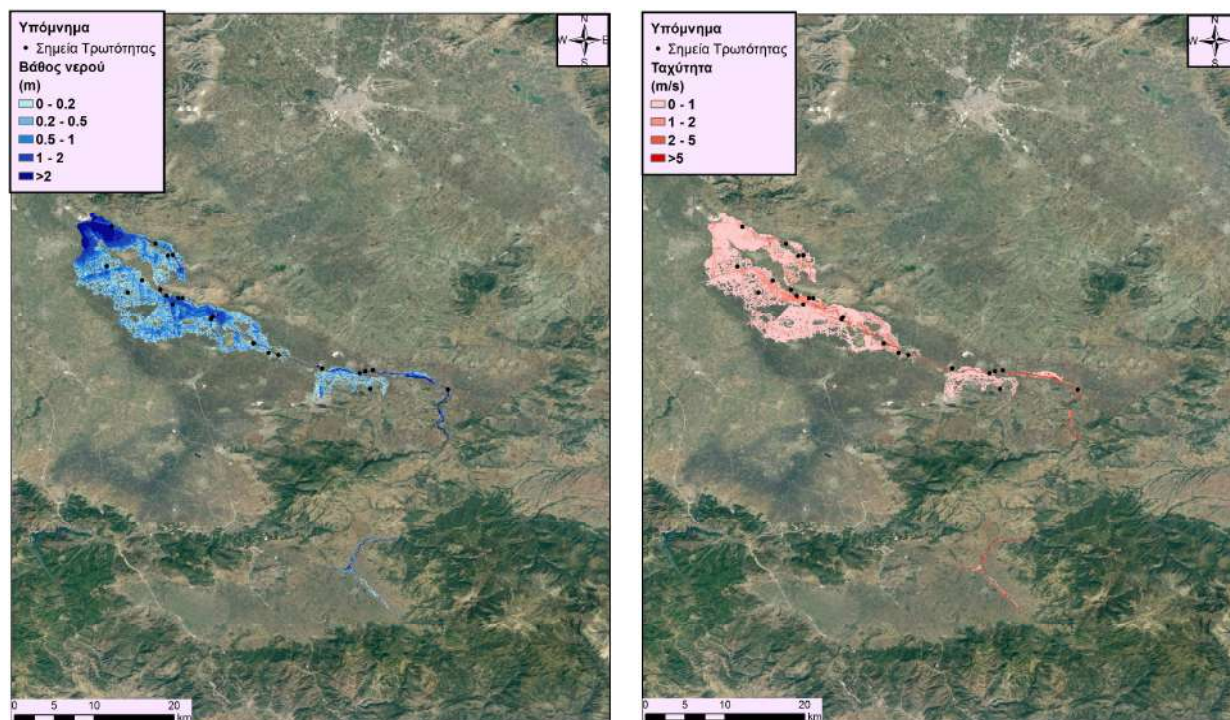 Υπόμνημα
• Σημεία Τρωτότητας
Βάθος νερού
(m)
0 - 0.2
0.2 - 0.5
0.5 - 1
1 - 2
>2
N
W E
S
0 5 10 20
km
Υπόμνημα
• Σημεία Τρωτότητας
Ταχύτητα
(m/s)
0 - 1
1 - 2
2 - 5
>5
N
W E
S
0 5 10 20
km